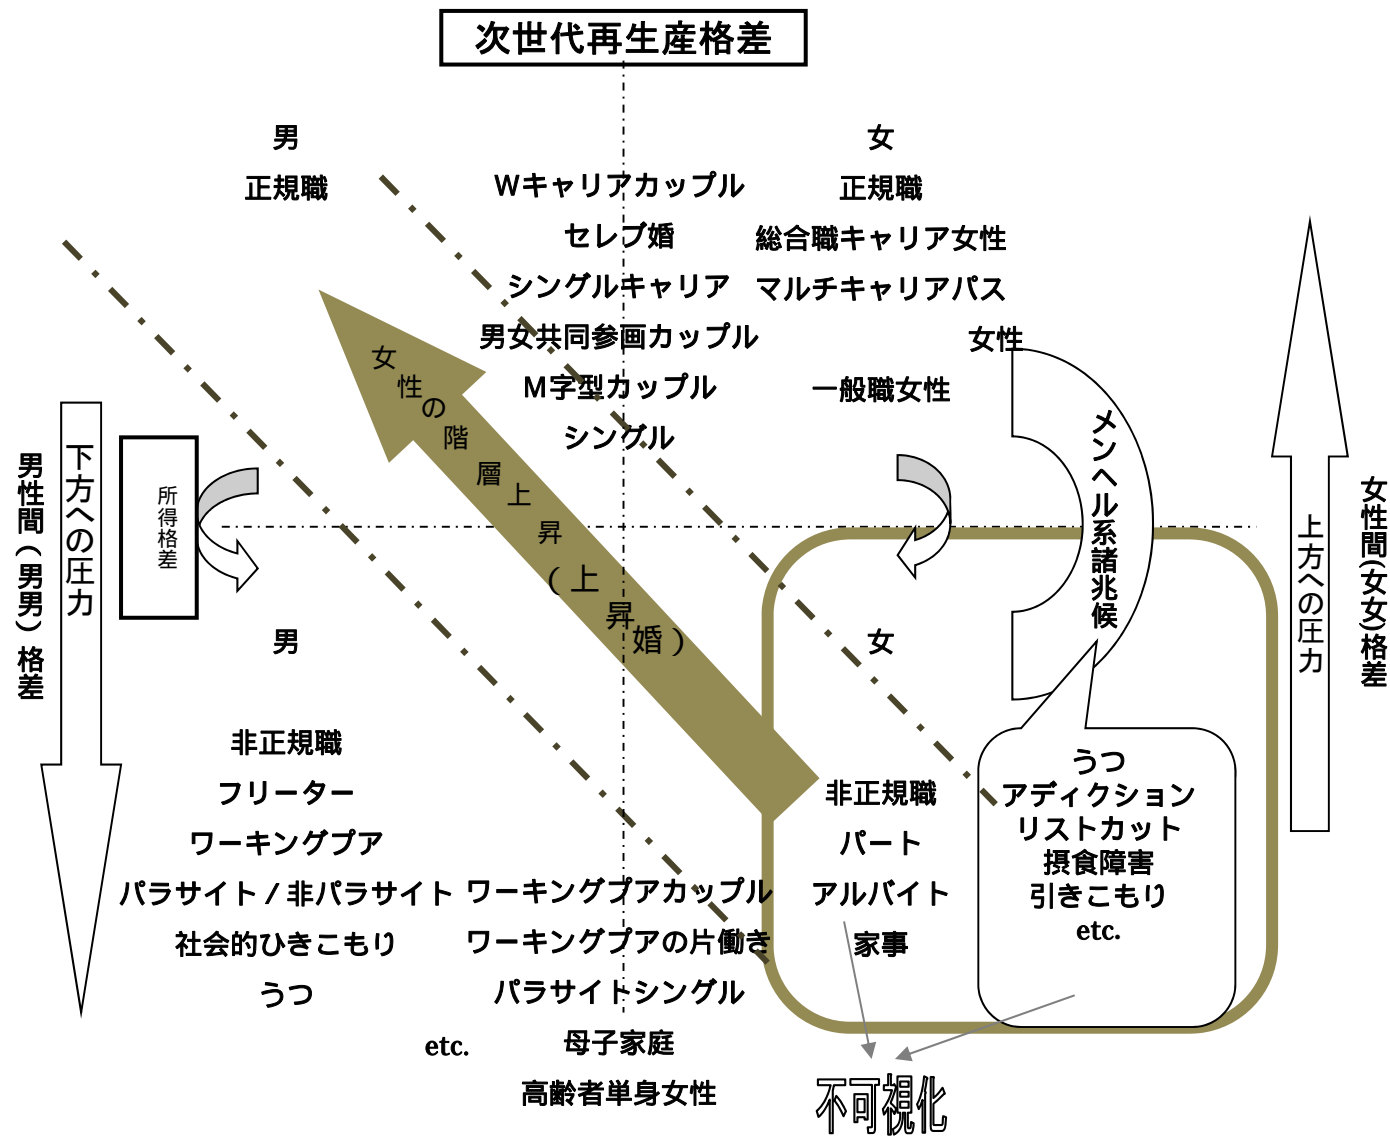 次世代再生産格差
男
正規職
Wキャリアカップル
セレブ婚
シングルキャリア
男女共同参画カップル
M字型カップル
シングル
女
正規職
総合職キャリア女性
マルチキャリアパス
女性
一般職女性
女性の階層上昇（上昇婚）
メンヘル系諸兆候
男性間（男男）格差
下方への圧力
所得格差
上方への圧力
女性間(女女)格差
男
非正規職
フリーター
ワーキングプア
パラサイト/非パラサイト
社会的ひきこもり
うつ
etc.
ワーキングプアカップル
ワーキングプアの片働き
パラサイトシングル
母子家庭
高齢者単身女性
女
非正規職
パート
アルバイト
家事
うつ
アディクション
リストカット
摂食障害
引きこもり
etc.
不可視化